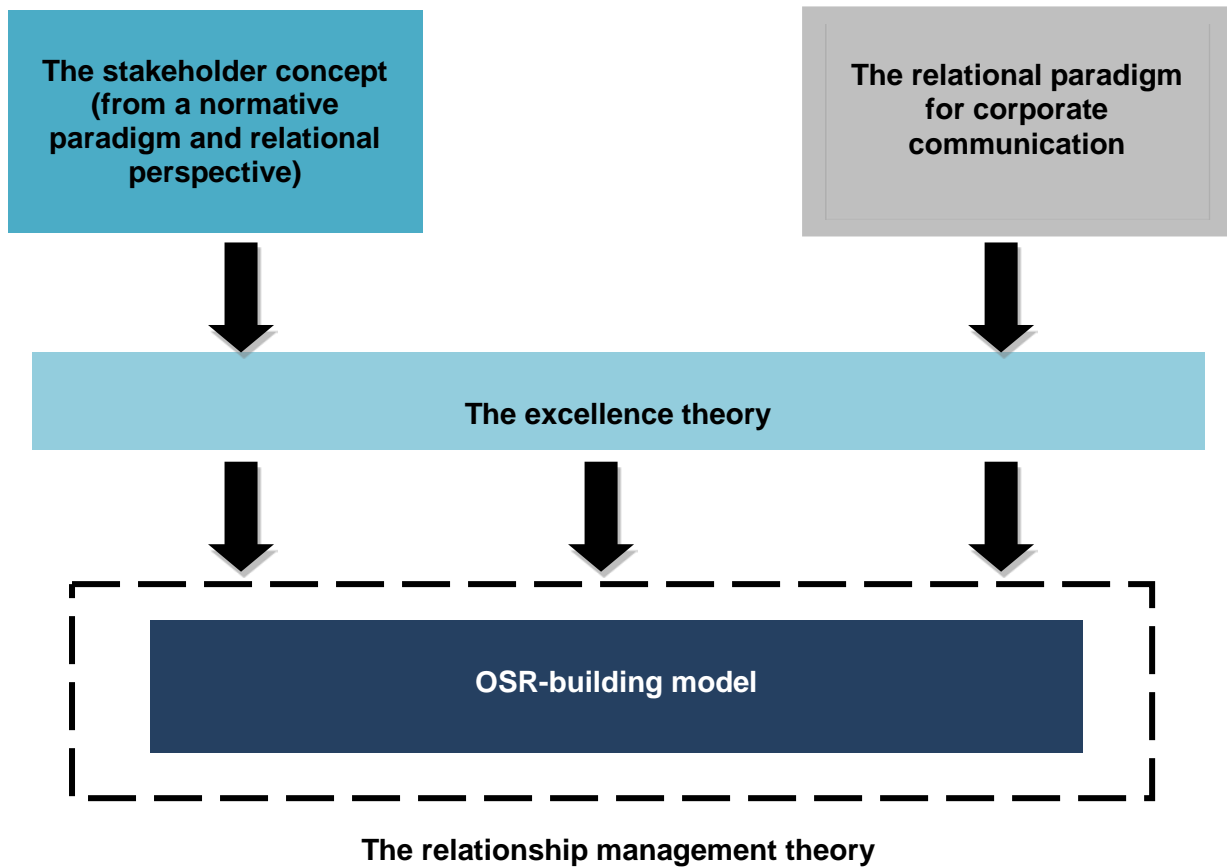 The stakeholder concept
(from a normative
paradigm and relational
perspective)
The relational paradigm
for corporate
communication
The excellence theory
OSR-building model
The relationship management theory